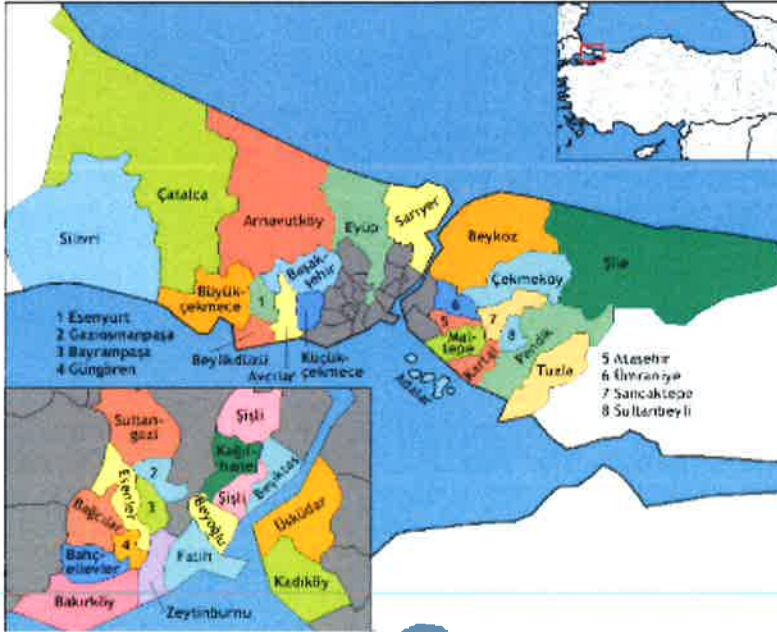 Çatalca
Silivri
Arnavutköy
Eyüp
Sarıyer
Beykoz
Şile
Başak-
şehir
Çekmeköy
Büyük-
çekmece
1
6
7
5
8
Mal-
tepe
Kartal
Pendik
Tuzla
Beylikdüzü
Avcılar
Küçük-
çekmece
Adalar
1 Esenyurt
2 Gaziosmanpaşa
3 Bayrampaşa
4 Güngören
5 Ataşehir
6 Ümraniye
7 Sancaktepe
8 Sultanbeyli
Sultan-
gazi
Şişli
Kağıt-
hane
2
Esenler
3
Şişli
Beşiktaş
Bağcılar
Beyoğlu
Üsküdar
4
Bahç-
elievler
Fatih
Kadıköy
Bakırköy
Zeytinburnu